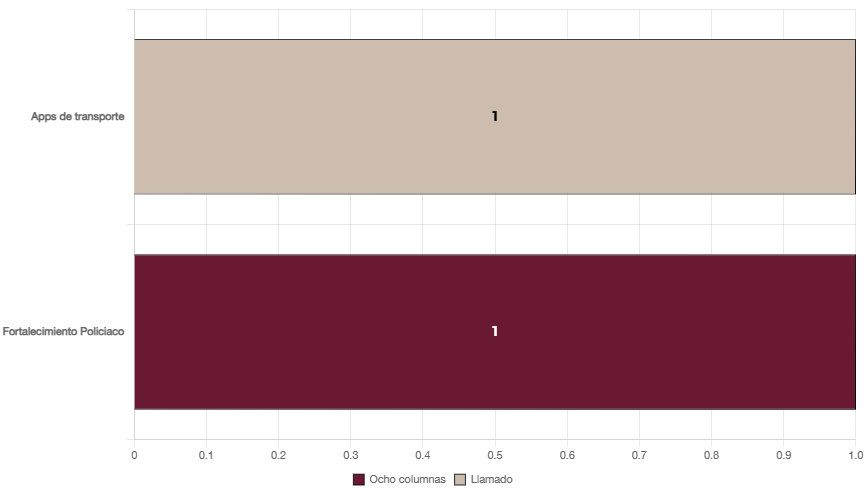 Apps de transporte
1
Fortalecimiento Policiaco
1
0 0.1 0.2 0.3 0.4 0.5 0.6 0.7 0.8 0.9 1.0
Ocho columnas Llamado